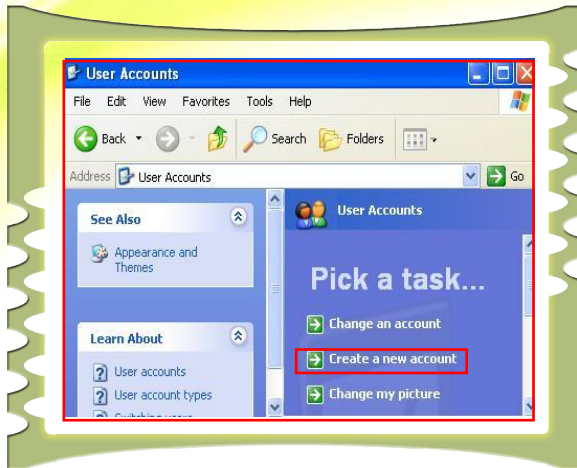 User Accounts
File Edit View Favorites Tools Help
Back Search Folders
Address User Accounts Go
See Also
Appearance and
Themes
Learn About
User accounts
User account types
User Accounts
Pick a task...
Change an account
Create a new account
Change my picture